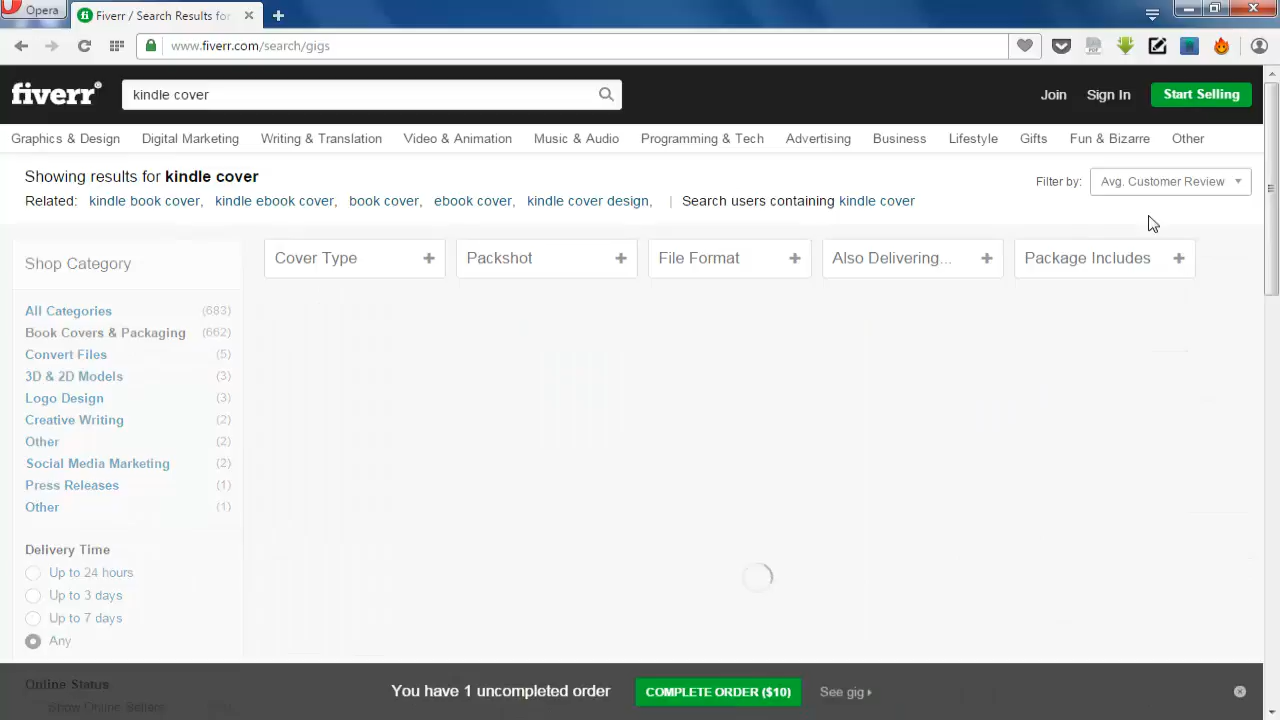 Opera
Fiverr / Search Results for
www.fiverr.com/search/gigs
fiverr
kindle cover
Join
Sign In
Start Selling
Graphics & Design
Digital Marketing
Writing & Translation
Video & Animation
Music & Audio
Programming & Tech
Advertising
Business
Lifestyle
Gifts
Fun & Bizarre
Other
Showing results for kindle cover
Filter by: Avg. Customer Review
Related: kindle book cover, kindle ebook cover, book cover, ebook cover, kindle cover design, | Search users containing kindle cover
Shop Category
Cover Type +
Packshot +
File Format +
Also Delivering... +
Package Includes +
All Categories (683)
Book Covers & Packaging (662)
Convert Files (5)
3D & 2D Models (3)
Logo Design (3)
Creative Writing (2)
Other (2)
Social Media Marketing (2)
Press Releases (1)
Other (1)
Delivery Time
Up to 24 hours
Up to 3 days
Up to 7 days
Any
Online Status
Show Online Sellers
You have 1 uncompleted order
COMPLETE ORDER ($10)
See gig